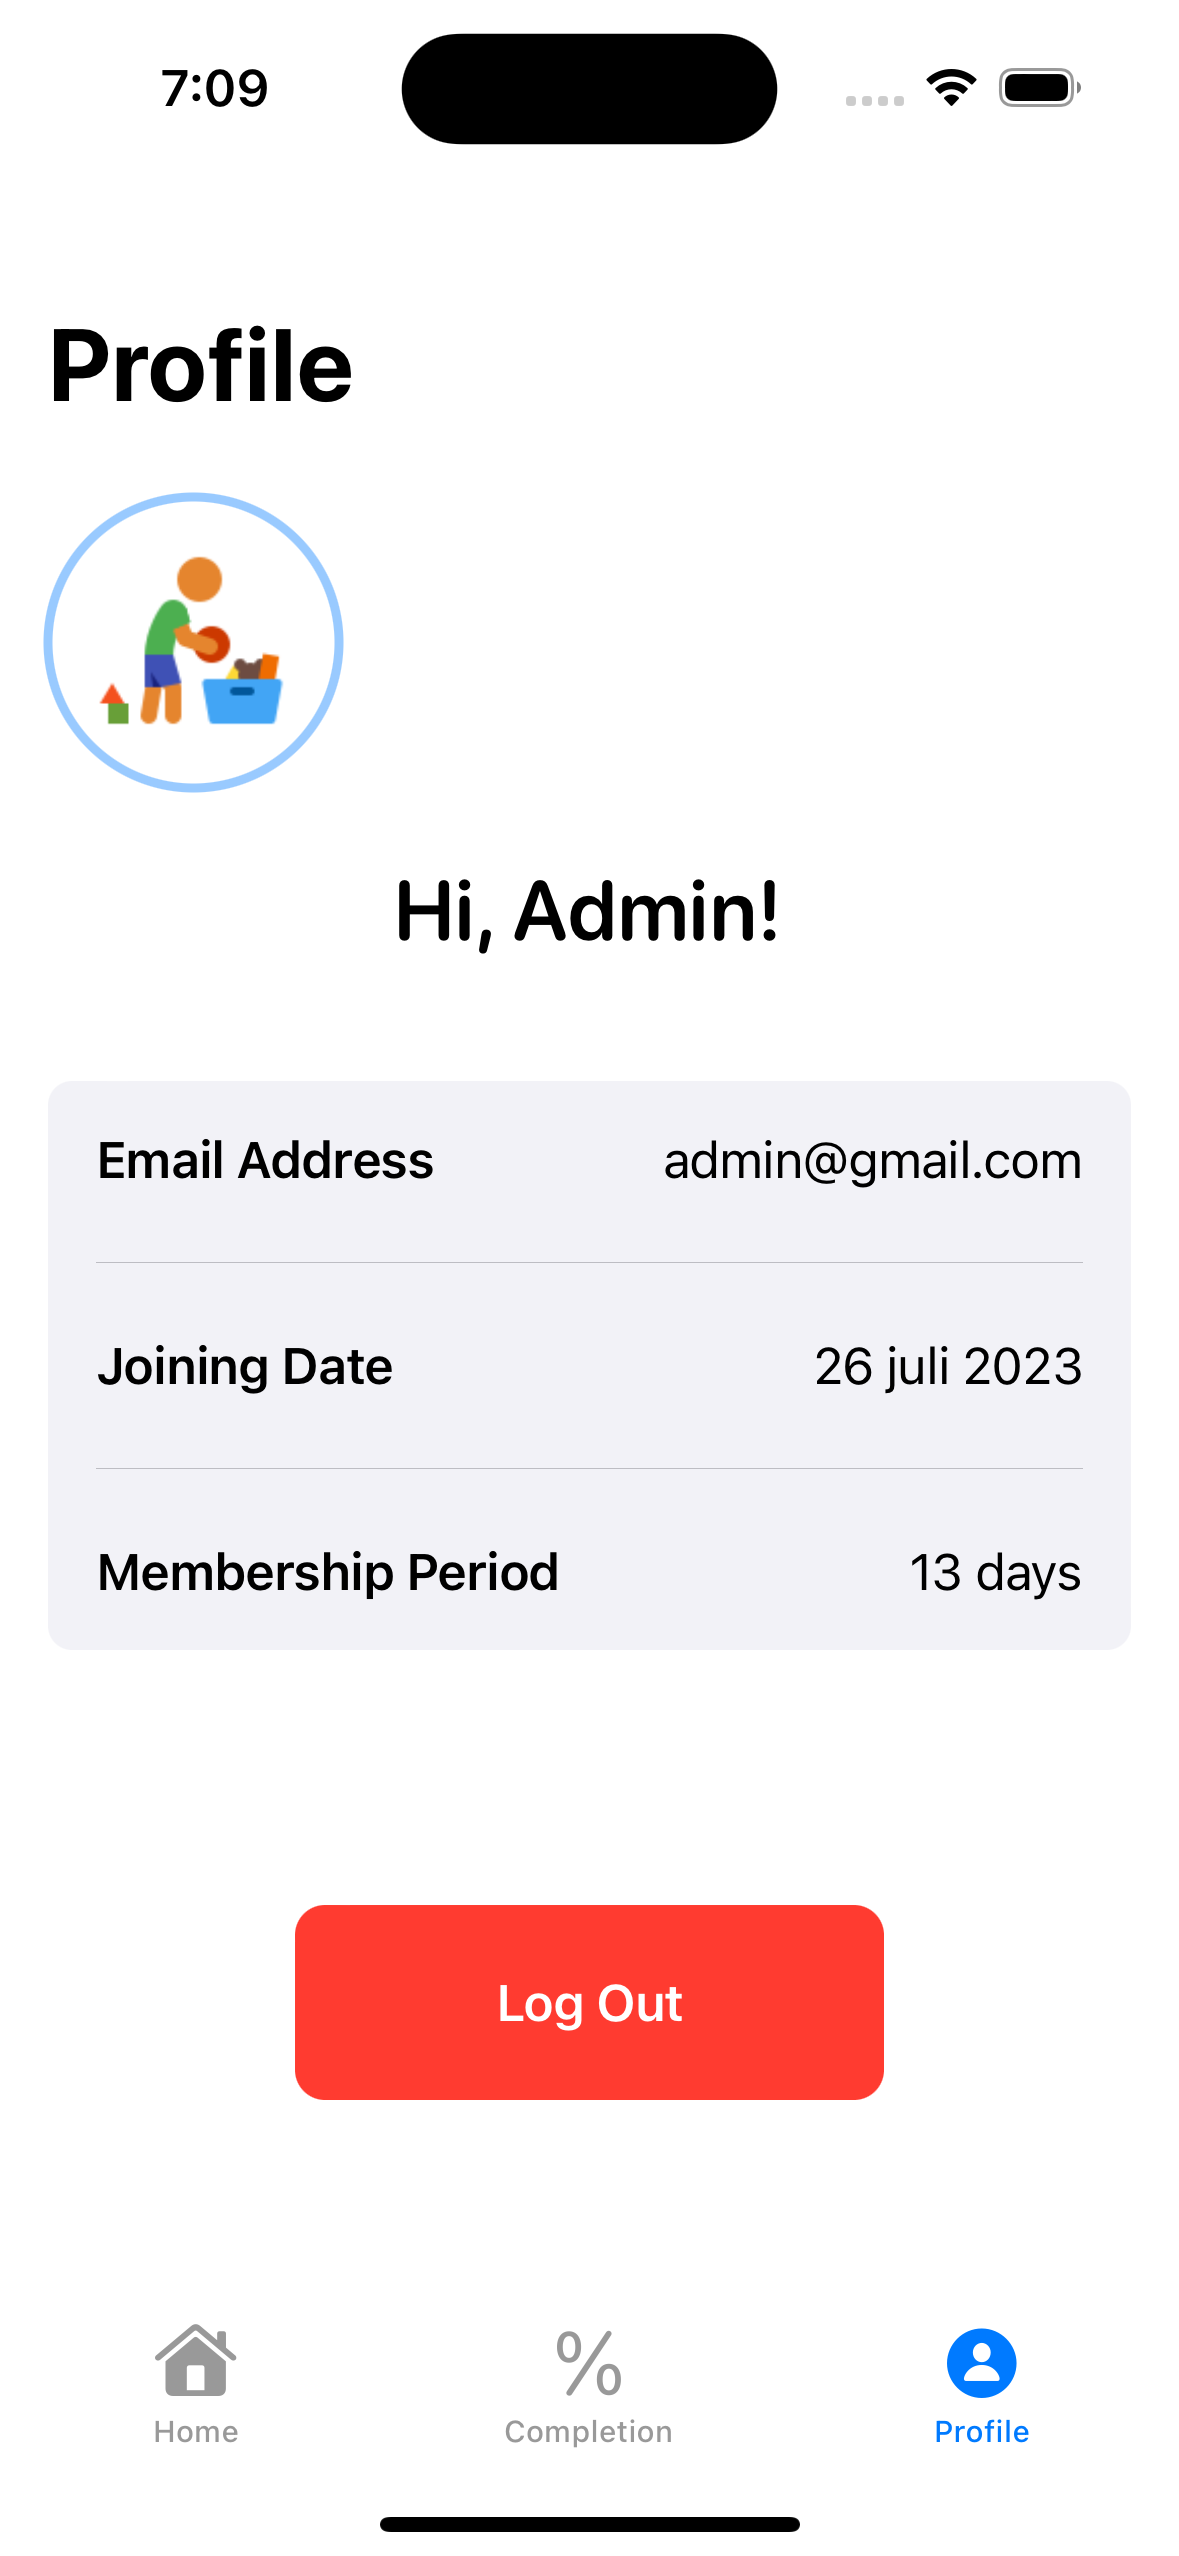 7:09
Profile
Hi, Admin!
Email Address admin@gmail.com
Joining Date 26 juli 2023
Membership Period 13 days
Log Out
Home Completion Profile